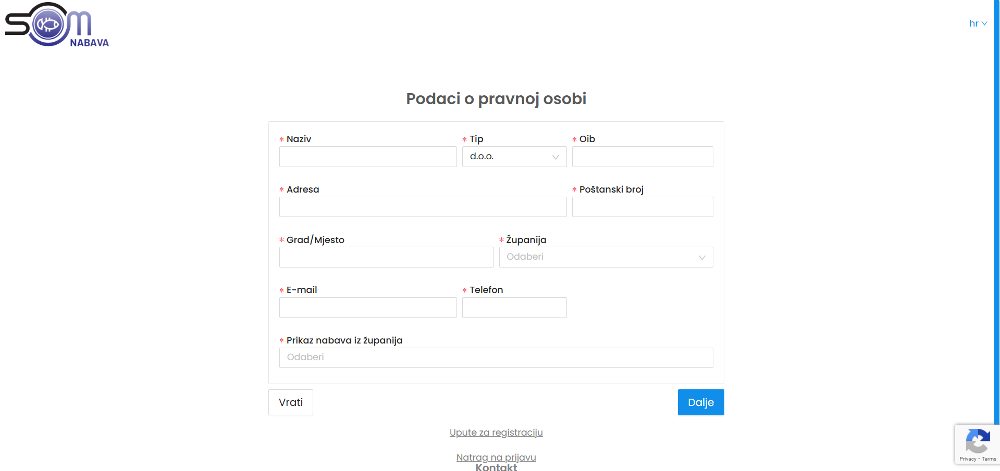 som
NABAVA
hr
Podaci o pravnoj osobi
* Naziv
* Tip
* Oib
d.o.o.
* Adresa
* Poštanski broj
* Grad/Mjesto
* Županija
Odaberi
* E-mail
* Telefon
* Prikaz nabava iz županija
Odaberi
Vrati
Dalje
Upute za registraciju
Natrag na prijavu
Kontakt
Privacy - Terms